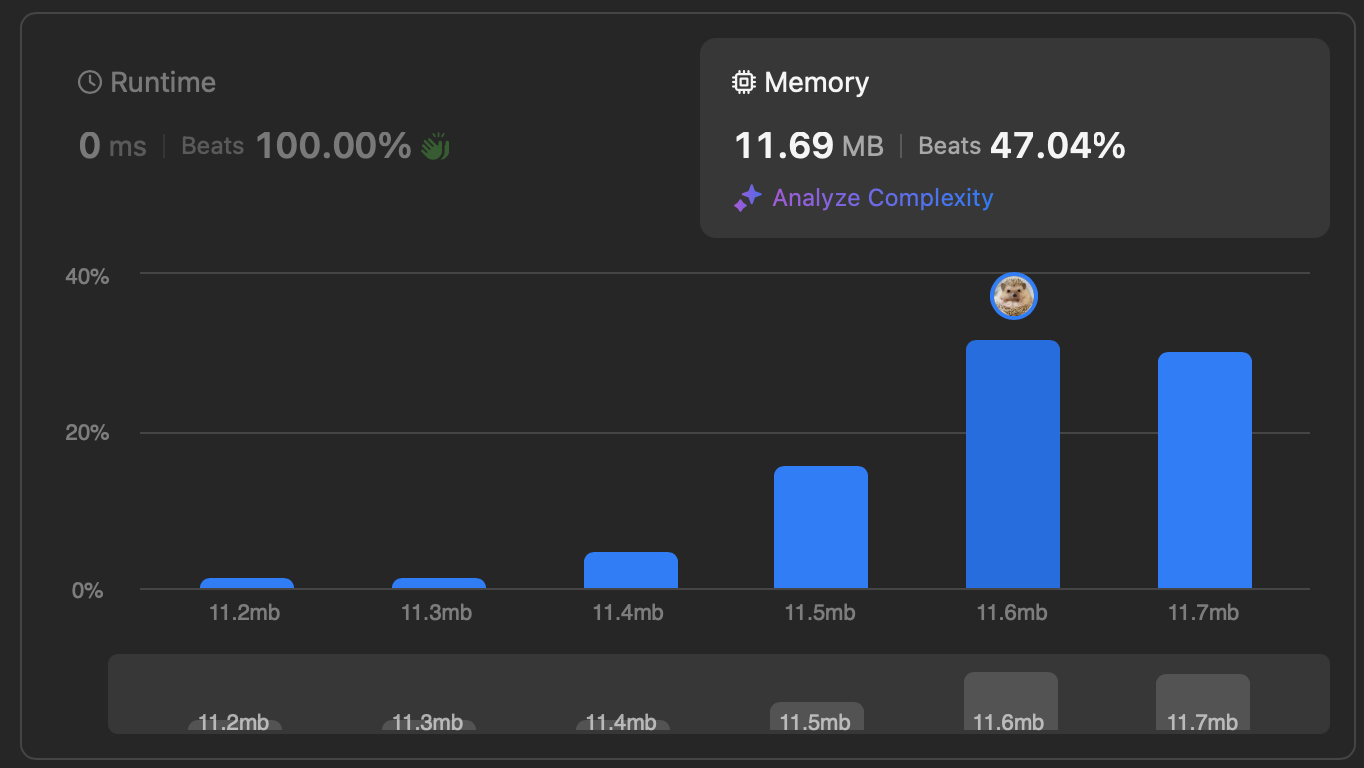 Runtime
0 ms | Beats 100.00%
Memory
11.69 MB | Beats 47.04%
Analyze Complexity
40%
20%
0%
11.2mb 11.3mb 11.4mb 11.5mb 11.6mb 11.7mb
11.2mb 11.3mb 11.4mb 11.5mb 11.6mb 11.7mb